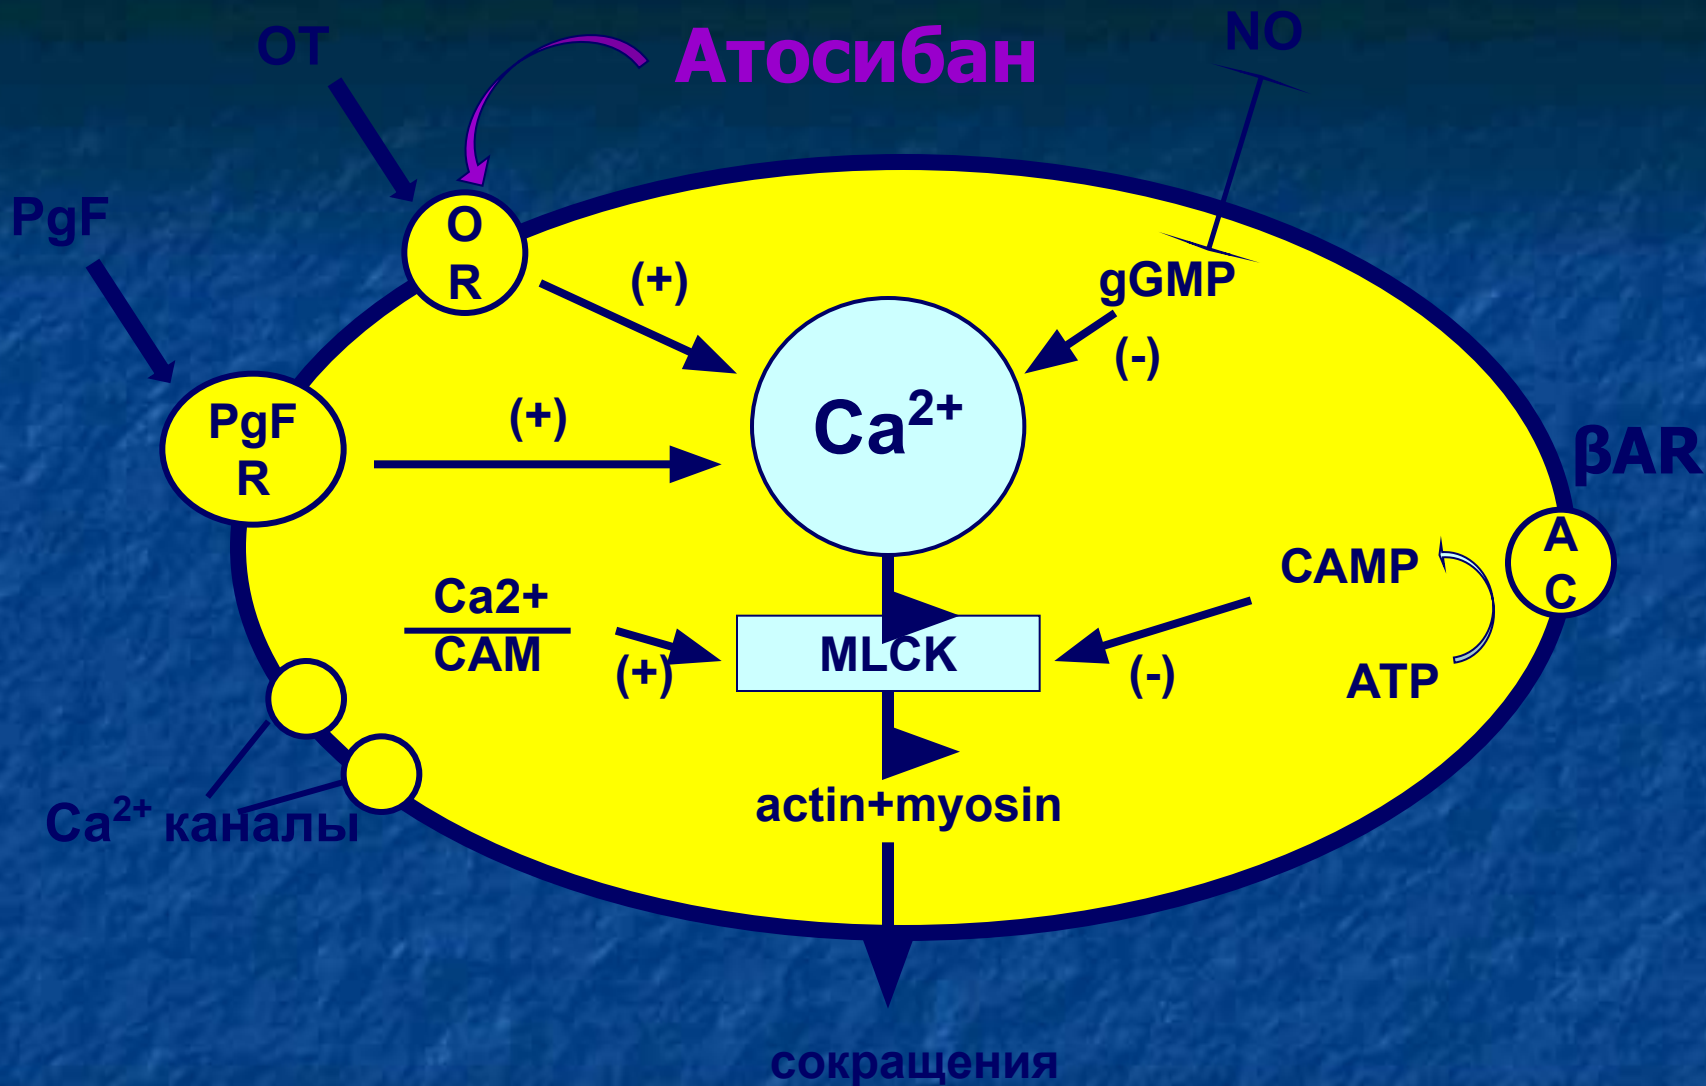 OT
Атосибан
NO
PgF
O
R
(+)
gGMP
(-)
PgF
R
(+)
Ca²⁺
βAR
A
C
CAMP
ATP
Ca2+
CAM
(+)
MLCK
(-)
Ca²⁺ каналы
actin+myosin
сокращения